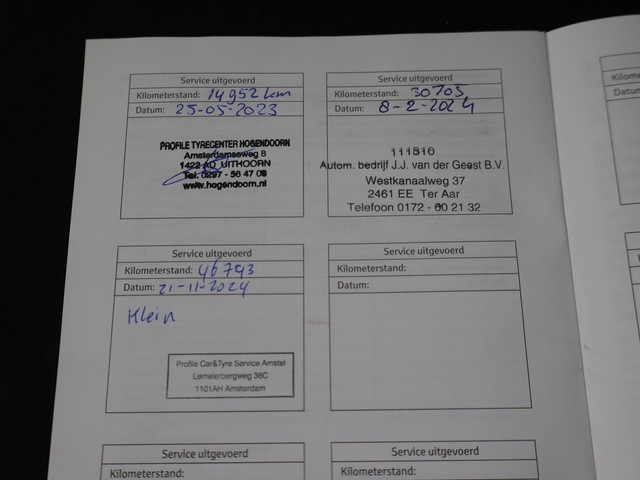 Service uitgevoerd
Kilometerstand: 14952 km
Datum: 25-05-2023
PROFILE TYRECENTER HOGENDOORN
Amsterdamseweg 8
1422 AD UITHOORN
Tel. 0297 - 56 47 08
www.hogendoorn.nl
Service uitgevoerd
Kilometerstand: 30705
Datum: 8-2-2024
111810
Autom. bedrijf J.J. van der Geest B.V.
Westkanaalweg 37
2461 EE Ter Aar
Telefoon 0172 - 60 21 32
Service uitgevoerd
Kilometerstand: 46793
Datum: 21-11-2024
Klein
Profile Car&Tyre Service Amstel
Lemelerbergweg 36C
1101AH Amsterdam
Service uitgevoerd
Kilometerstand:
Datum:
Service uitgevoerd
Kilometerstand:
Service uitgevoerd
Kilometerstand: